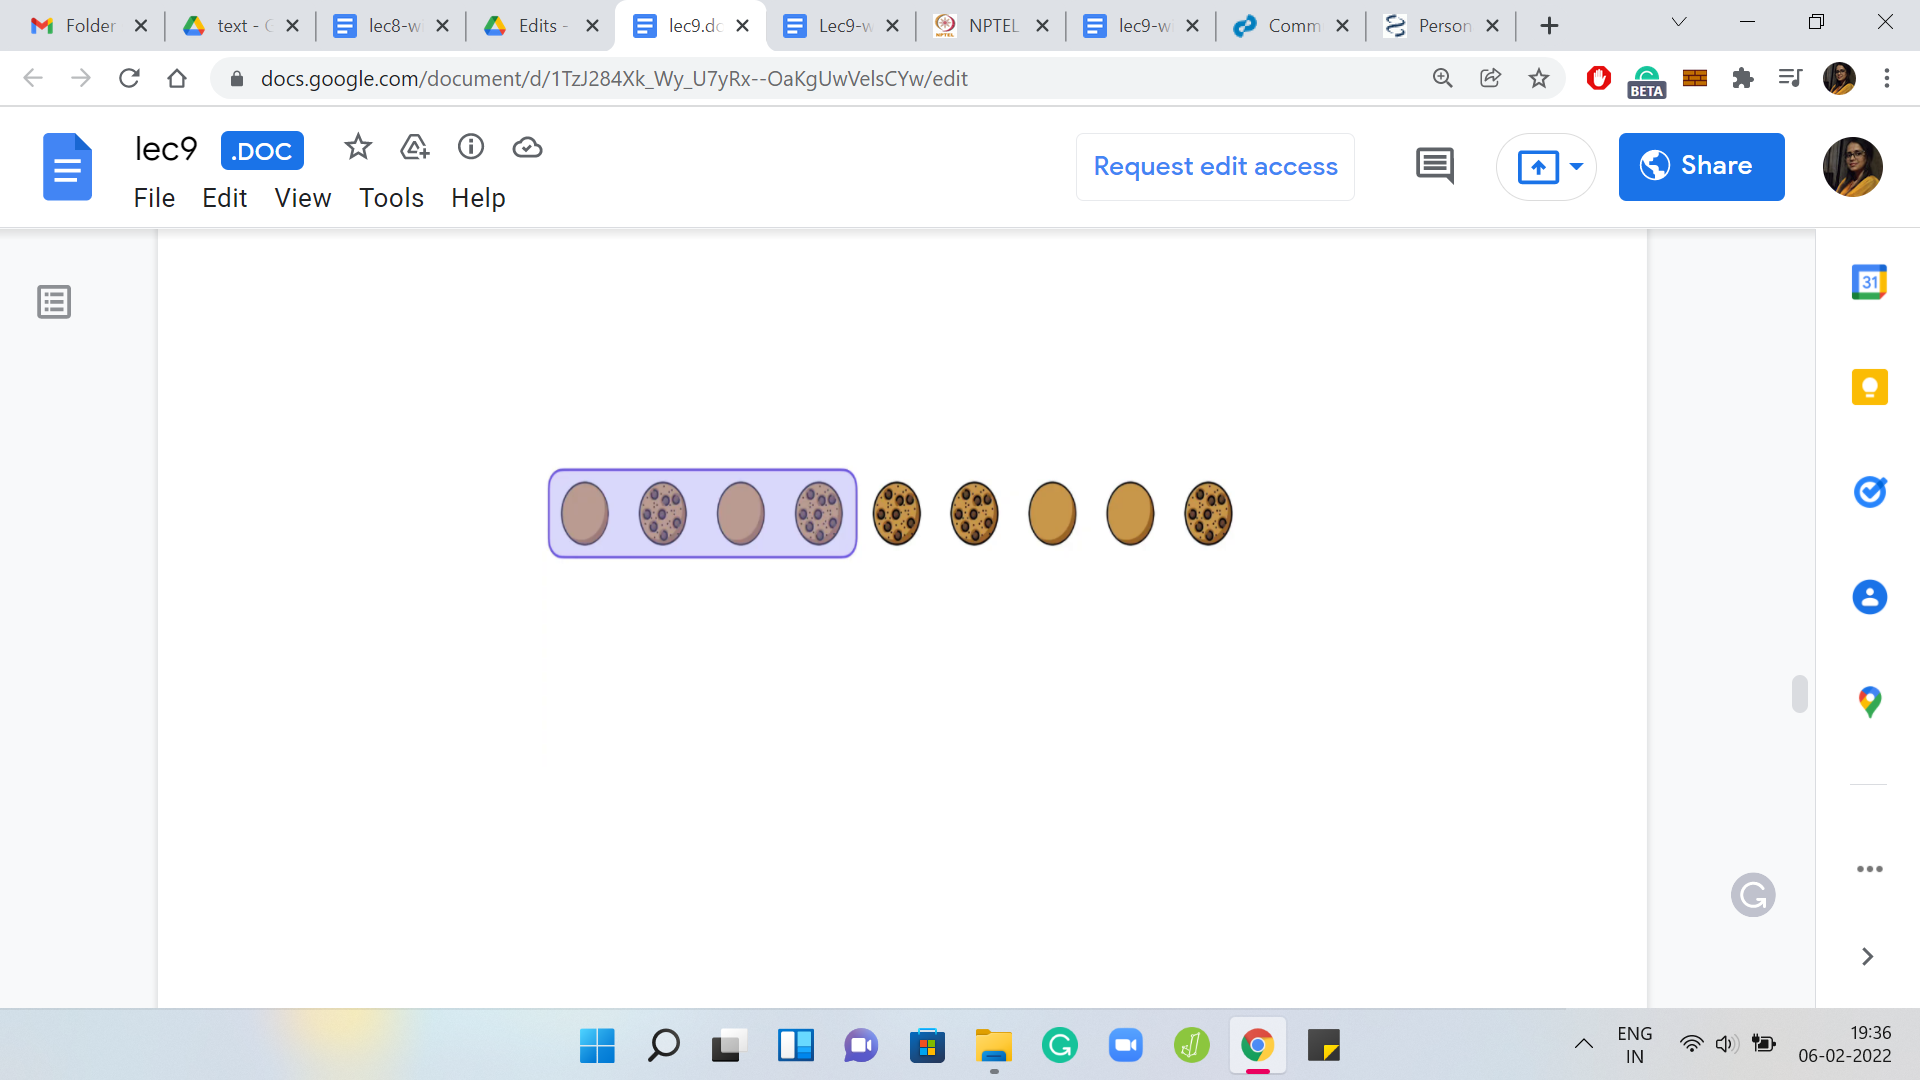 Folder
text - G
lec8-w
Edits -
lec9.dc
Lec9-w
NPTEL
lec9-w
Comm
Person
docs.google.com/document/d/1TzJ284Xk_Wy_U7yRx--OaKgUwVelsCYw/edit
BETA
lec9 .DOC
Request edit access
Share
File Edit View Tools Help
31
ENG
IN
19:36
06-02-2022